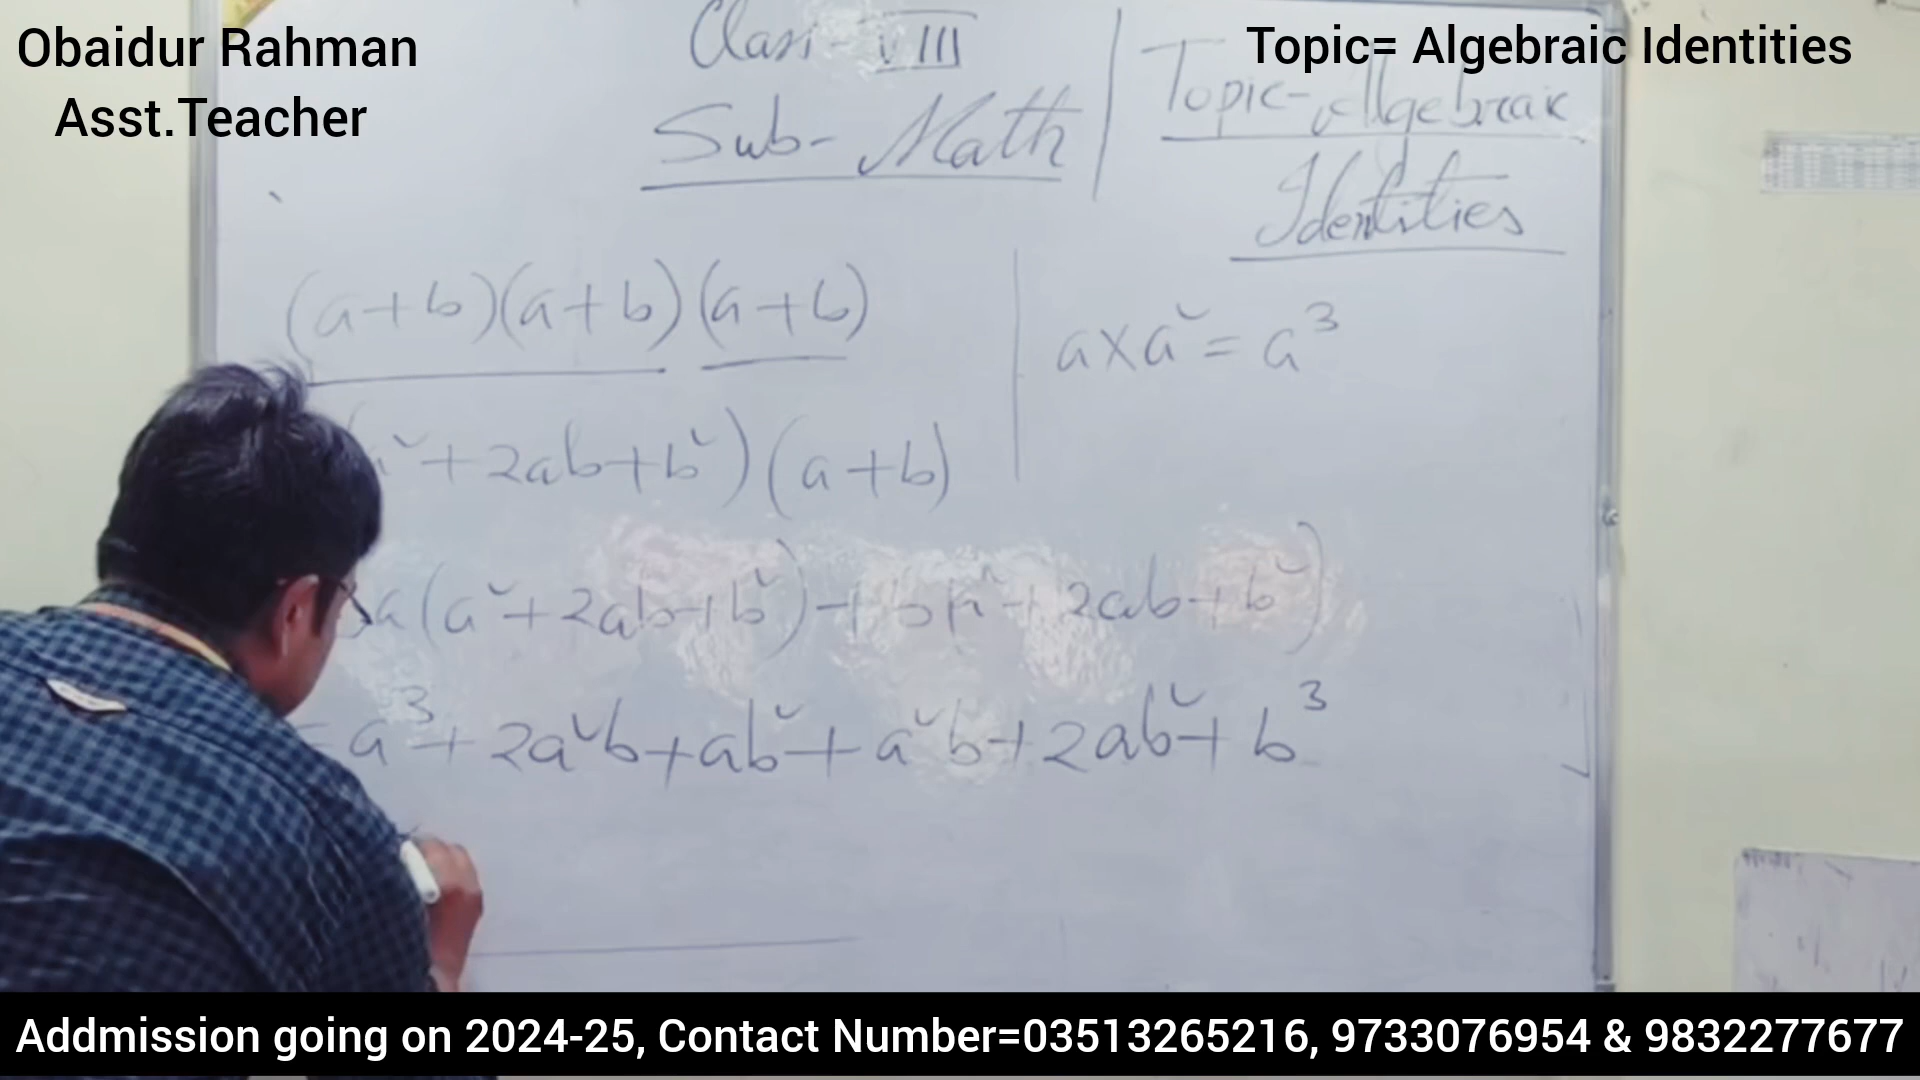 Obaidur Rahman
Asst.Teacher
Topic= Algebraic Identities
Class-VIII
Sub- Math
Topic- Algebraic
Identities
(a+b)(a+b)(a+b)
a×a²=a³
²+2ab+b²)(a+b)
a(a²+2ab+b²)+b(a²+2ab+b²)
=a³+2a²b+ab²+a²b+2ab²+b³
Addmission going on 2024-25, Contact Number=03513265216, 9733076954 & 9832277677